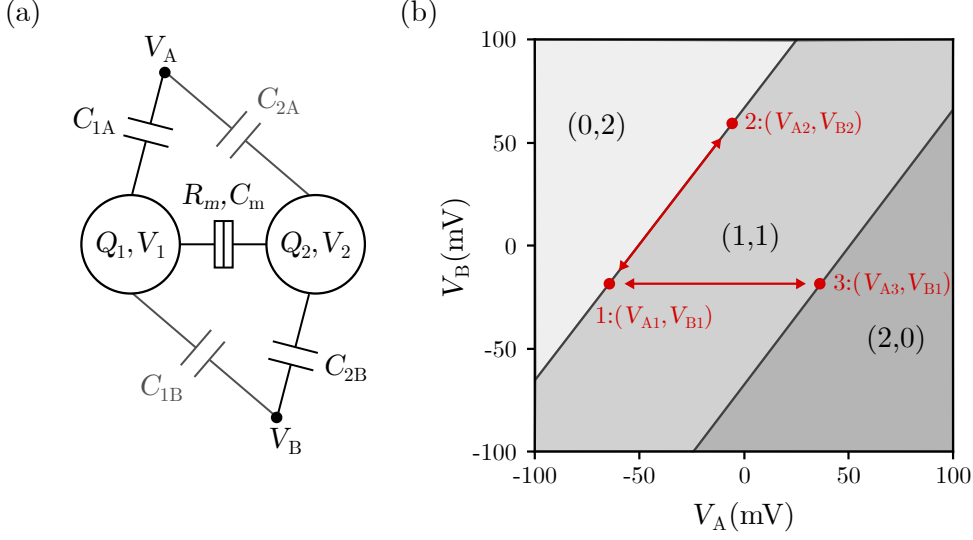 (a)
V_A
C_1A
C_2A
R_m, C_m
Q_1, V_1
Q_2, V_2
C_1B
C_2B
V_B
(b)
100
50
0
-50
-100
V_B(mV)
(0,2)
2:(V_A2, V_B2)
(1,1)
1:(V_A1, V_B1)
3:(V_A3, V_B1)
(2,0)
-100
-50
0
50
100
V_A(mV)